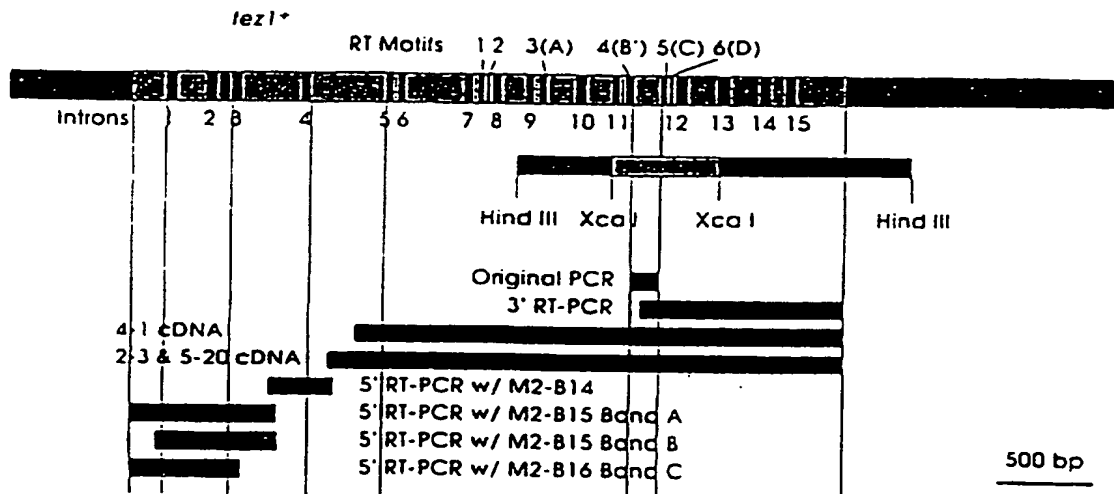 tez1+
RT Motifs 1 2 3(A) 4(B') 5(C) 6(D)
Introns 1 2 3 4 5 6 7 8 9 10 11 12 13 14 15
Hind III Xca I Xca I Hind III
Original PCR
3' RT-PCR
4-1 cDNA
2-3 & 5-20 cDNA
5' RT-PCR w/ M2-B14
5' RT-PCR w/ M2-B15 Band A
5' RT-PCR w/ M2-B15 Band B
5' RT-PCR w/ M2-B16 Band C
500 bp